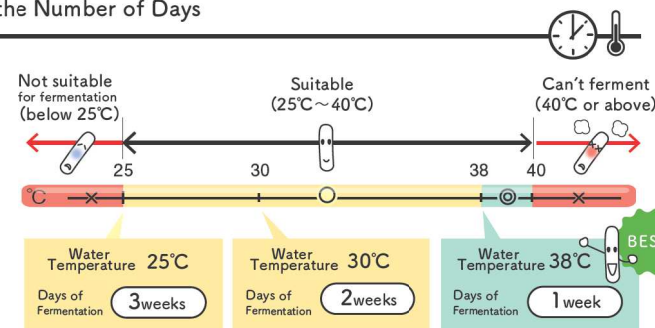 the Number of Days
Not suitable
for fermentation
(below 25℃)
Suitable
(25℃~40℃)
Can't ferment
(40℃ or above)
25
30
38
40
℃
Water
Temperature 25℃
Days of
Fermentation
3weeks
Water
Temperature 30℃
Days of
Fermentation
2weeks
Water
Temperature 38℃
Days of
Fermentation
1week
BES